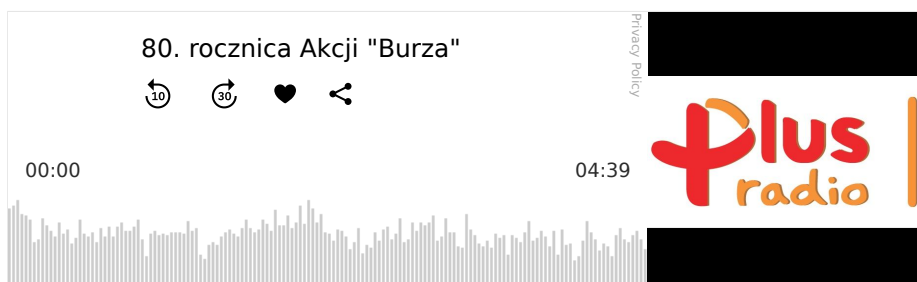 80. rocznica Akcji "Burza"
10
30
00:00
04:39
Privacy Policy
plus
radio